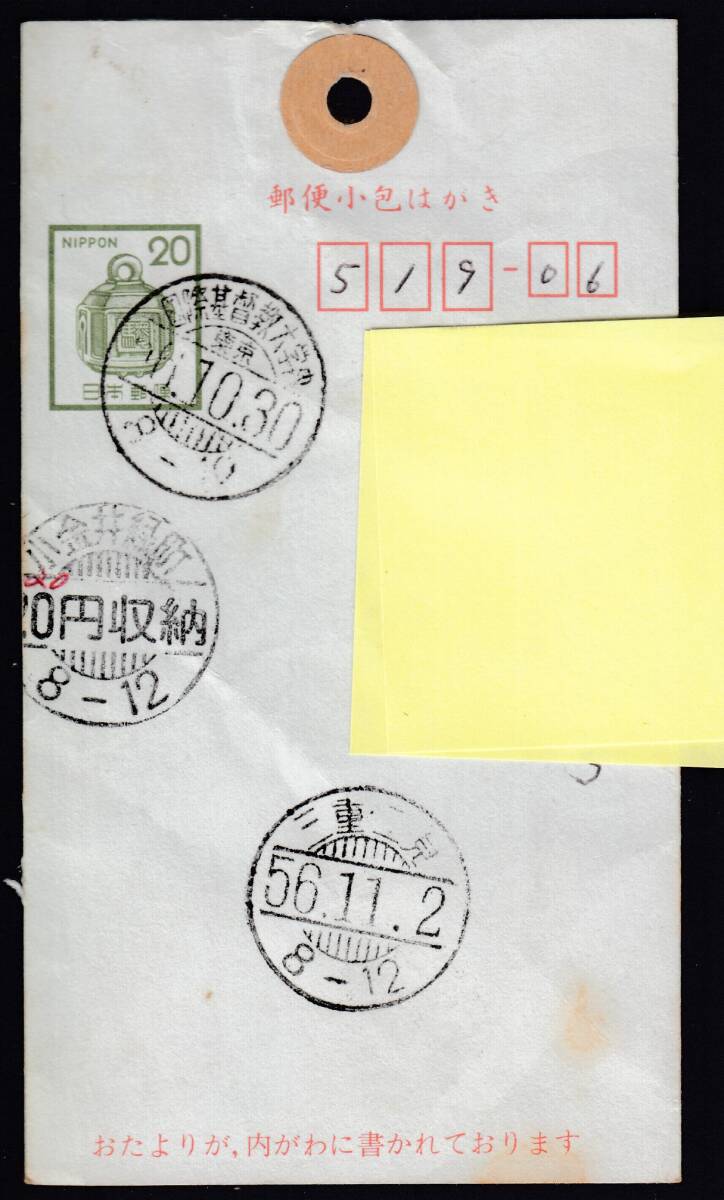 郵便小包はがき
NIPPON 20
日本郵便
519-06
国際基督教大学内
東京
.10.30
小金井緑町
20
20円収納
8-12
三重・二見
56.11.2
8-12
おたよりが,内がわに書かれております